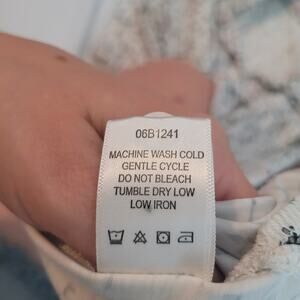 06B1241
MACHINE WASH COLD
GENTLE CYCLE
DO NOT BLEACH
TUMBLE DRY LOW
LOW IRON